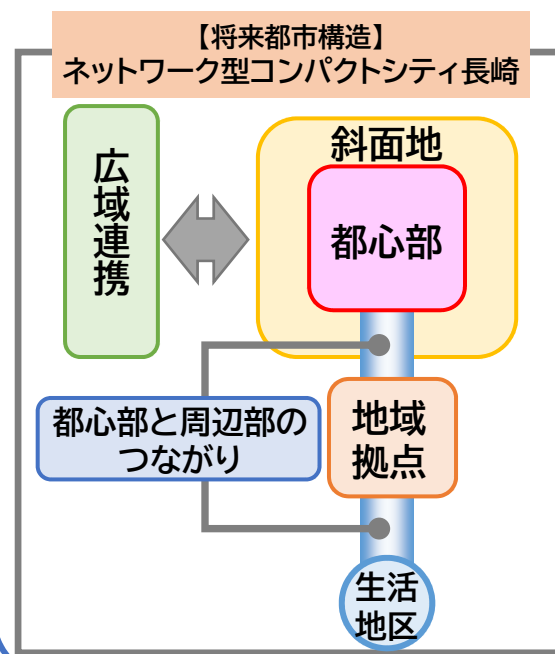 【将来都市構造】
ネットワーク型コンパクトシティ長崎
広域連携
斜面地
都心部
都心部と周辺部の
つながり
地域
拠点
生活
地区